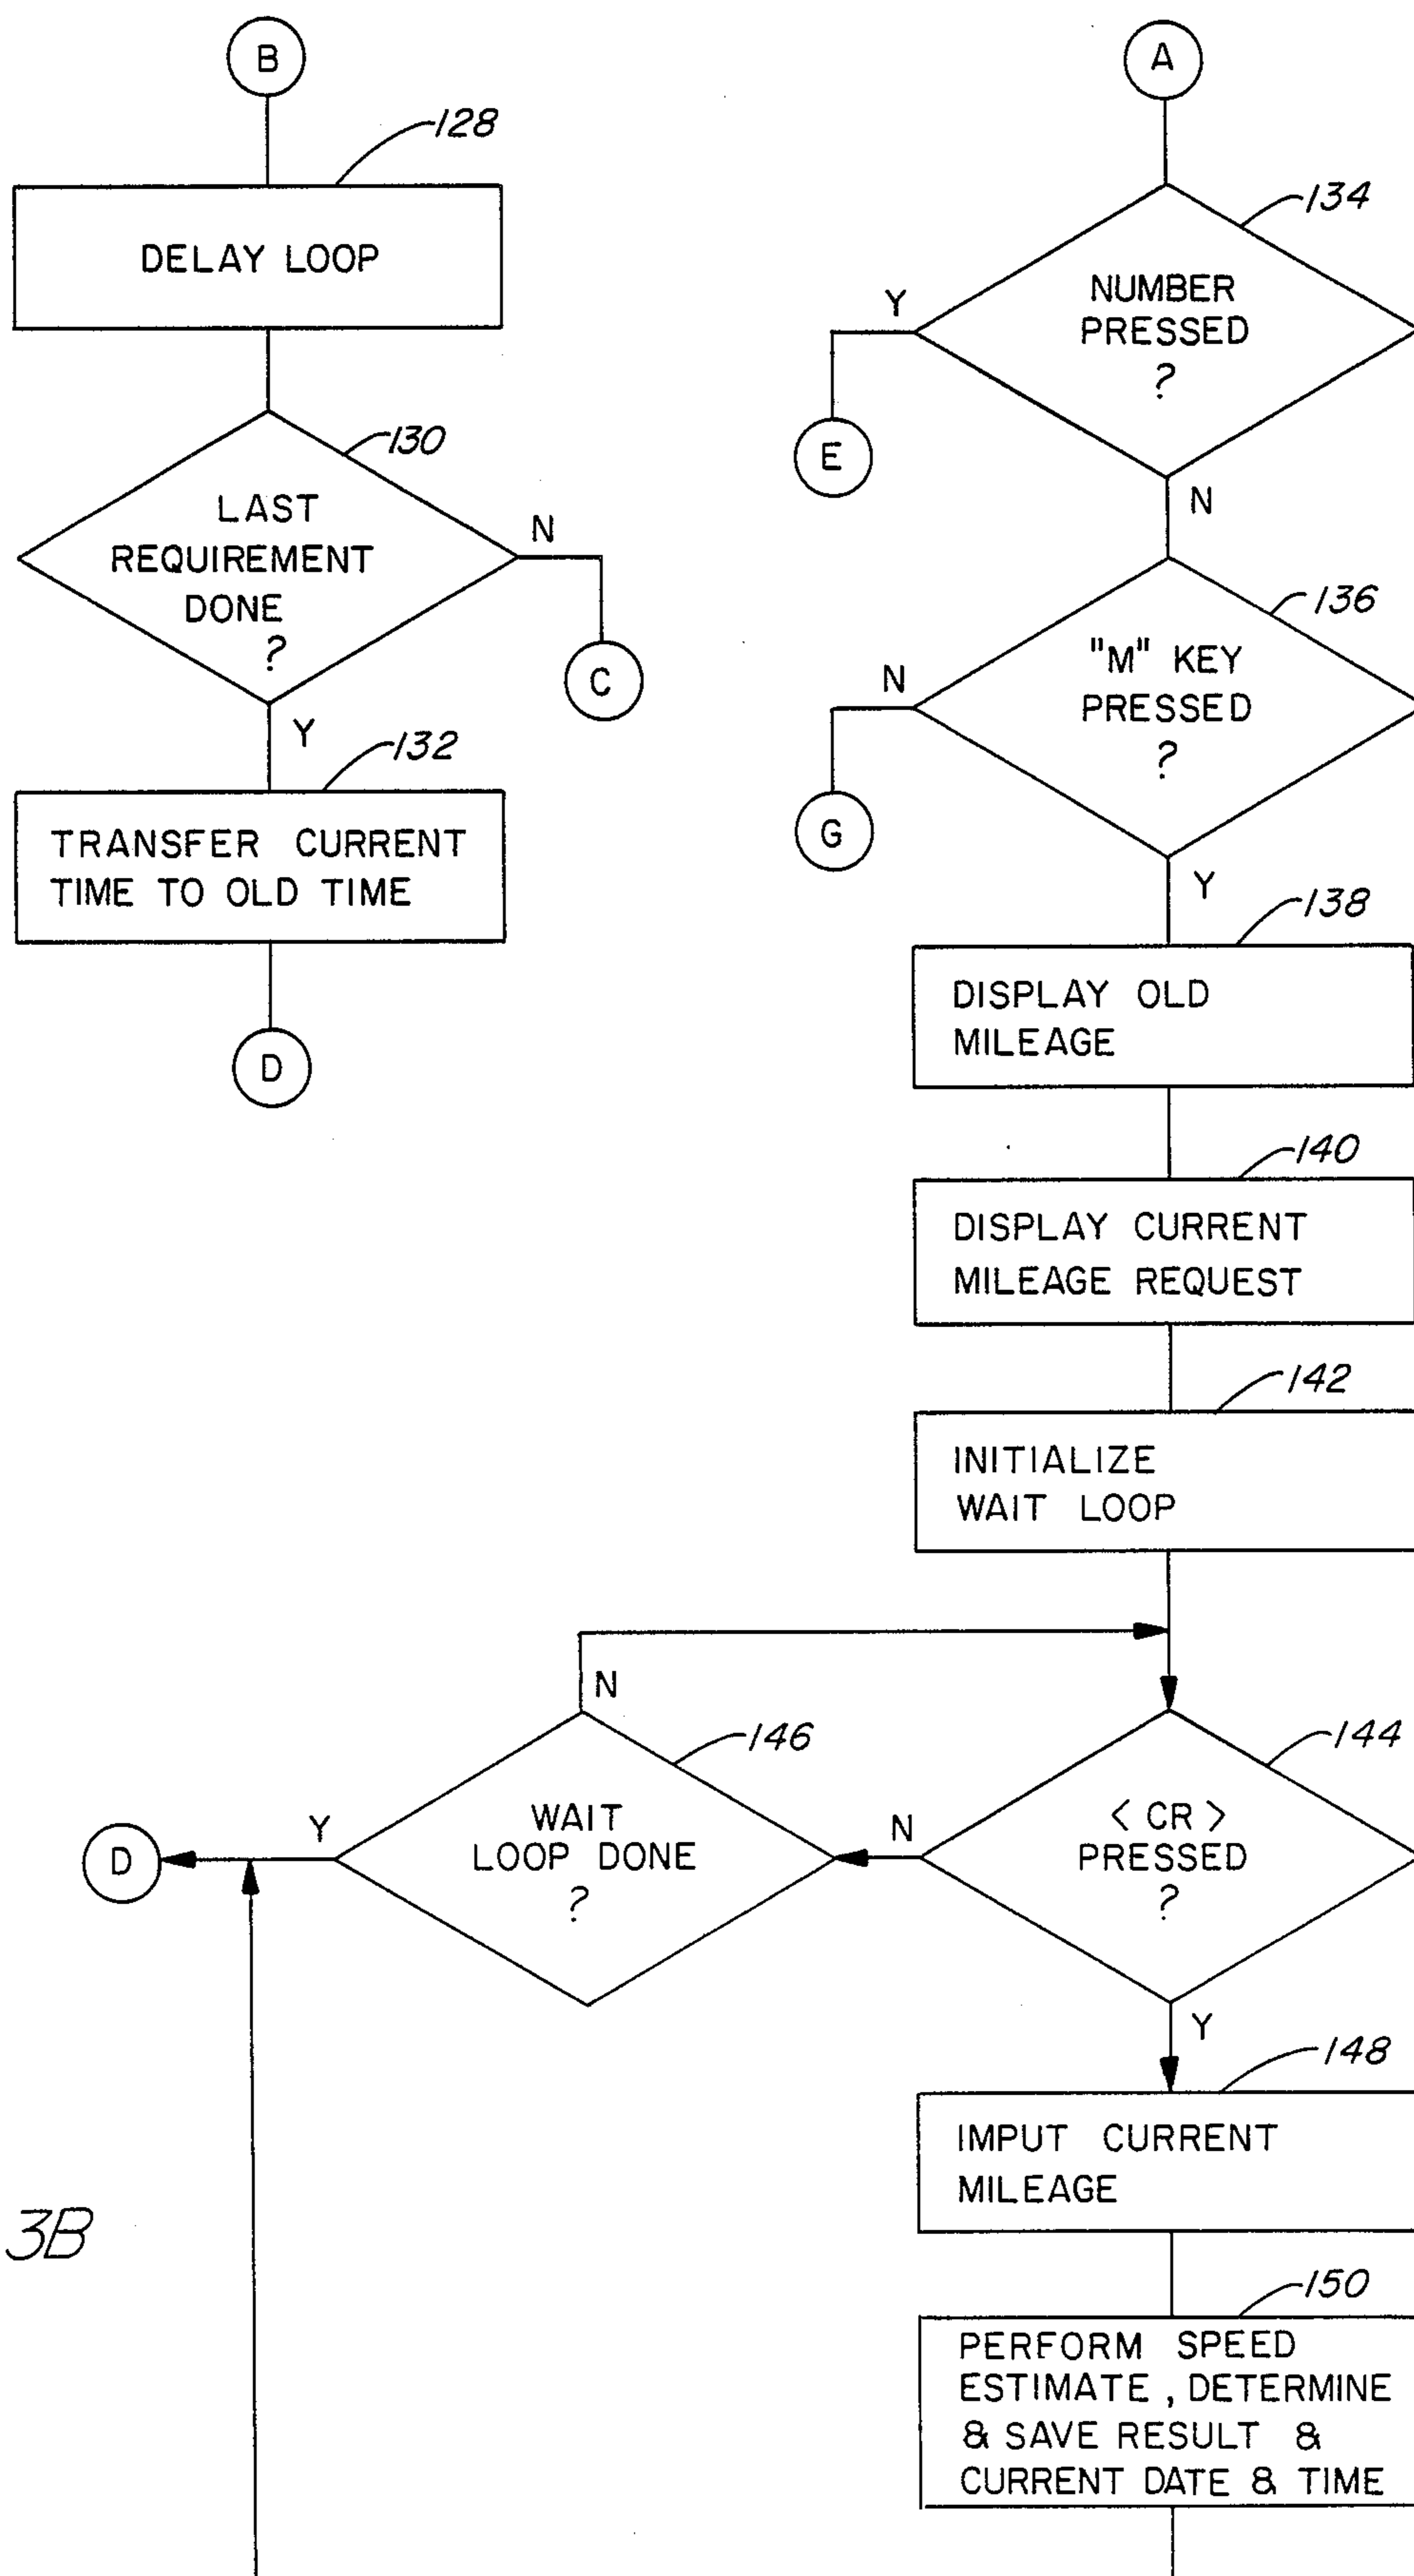 B
128
DELAY LOOP
130
LAST
REQUIREMENT
DONE
?
N
C
Y
132
TRANSFER CURRENT
TIME TO OLD TIME
D
A
134
NUMBER
PRESSED
?
Y
E
N
136
"M" KEY
PRESSED
?
N
G
Y
138
DISPLAY OLD
MILEAGE
140
DISPLAY CURRENT
MILEAGE REQUEST
142
INITIALIZE
WAIT LOOP
N
146
WAIT
LOOP DONE
?
Y
D
144
< CR >
PRESSED
?
N
Y
148
IMPUT CURRENT
MILEAGE
150
PERFORM SPEED
ESTIMATE, DETERMINE
& SAVE RESULT &
CURRENT DATE & TIME
3B